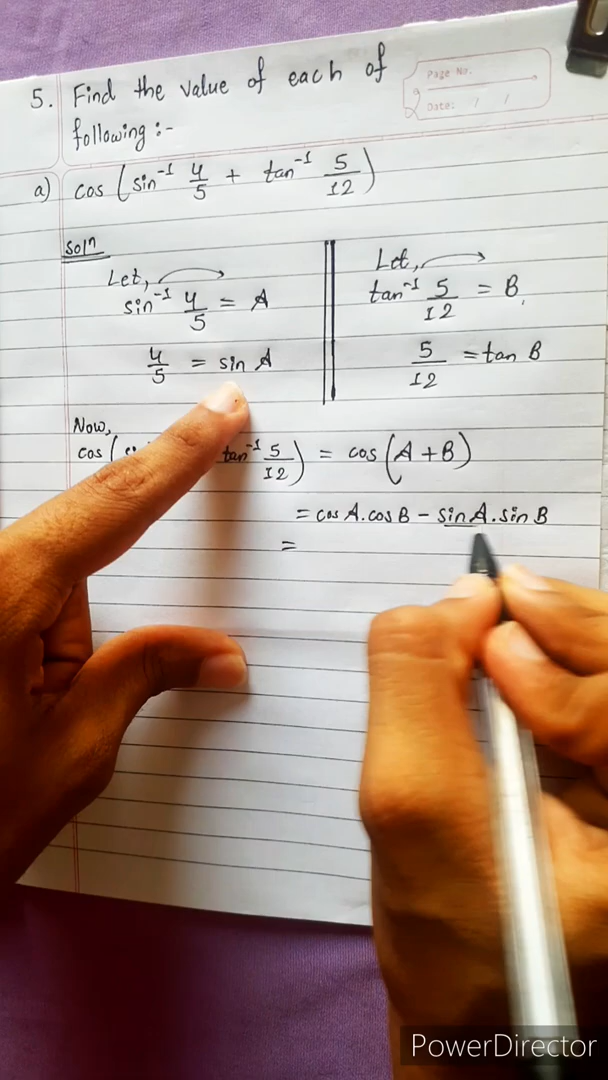 Page No.
Date: / /
5. Find the value of each of
following :-
a) cos (sin⁻¹ 4/5 + tan⁻¹ 5/12)
Solⁿ
Let,
sin⁻¹ 4/5 = A
4/5 = sin A
Let,
tan⁻¹ 5/12 = B,
5/12 = tan B
Now,
cos ( tan⁻¹ 5/12) = cos (A + B)
= cos A . cos B - sin A . sin B
=
PowerDirector